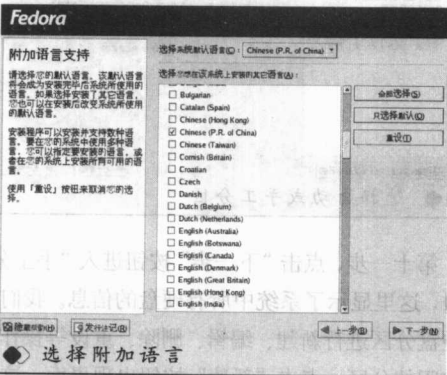 Fedora
附加语言支持
请选择您的默认语言。该默认语言
将会成为安装完毕后系统所使用
的语言。如果选择安装了其它语言，
您也可以在安装后改变系统所使用
的默认语言。
安装程序可以安装并支持数种语
言。要在您的系统中使用多种语
言，您可以指定要安装的语言，或
者在您的系统上安装所有可用的语
言。
使用「重设」按钮来取消您的选
择。
选择系统默认语言(C)： Chinese (P.R. of China)
选择您想在该系统上安装的其它语言(A)：
Bulgarian
Catalan (Spain)
Chinese (Hong Kong)
Chinese (P.R. of China)
Chinese (Taiwan)
Cornish (Britain)
Croatian
Czech
Danish
Dutch (Belgium)
Dutch (Netherlands)
English (Australia)
English (Botswana)
English (Canada)
English (Denmark)
English (Great Britain)
English (Hong Kong)
English (India)
全部选择(S)
只选择默认(D)
重设(T)
隐藏帮助(H)
发行注记(R)
上一步(B)
下一步(N)
选择附加语言